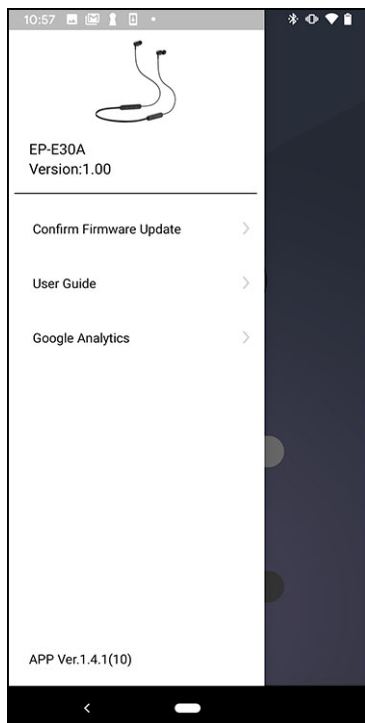 10:57
EP-E30A
Version:1.00
Confirm Firmware Update
User Guide
Google Analytics
APP Ver.1.4.1(10)